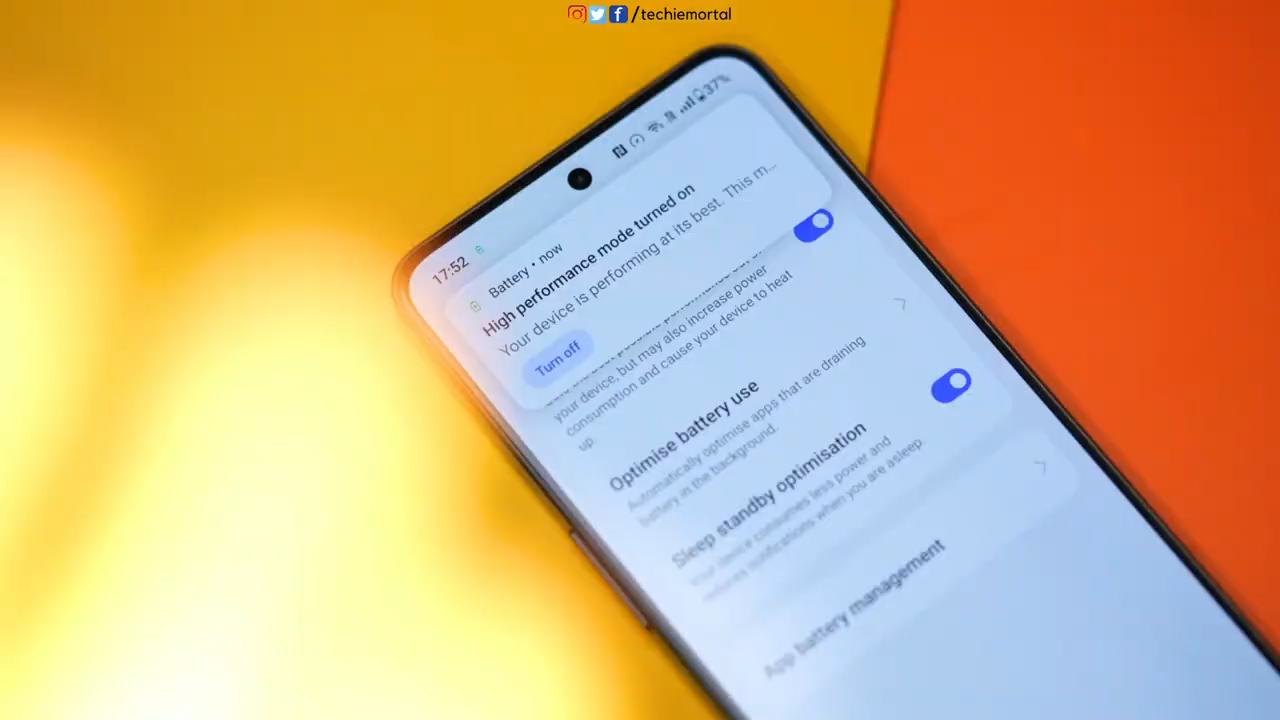 /techiemortal
17:52
37%
Battery • now
High performance mode turned on
Your device is performing at its best. This m...
Turn off
your device, but may also increase power
consumption and cause your device to heat
up.
Optimise battery use
Automatically optimise apps that are draining
battery in the background.
Sleep standby optimisation
Your device consumes less power and
reduces notifications when you are asleep.
App battery management